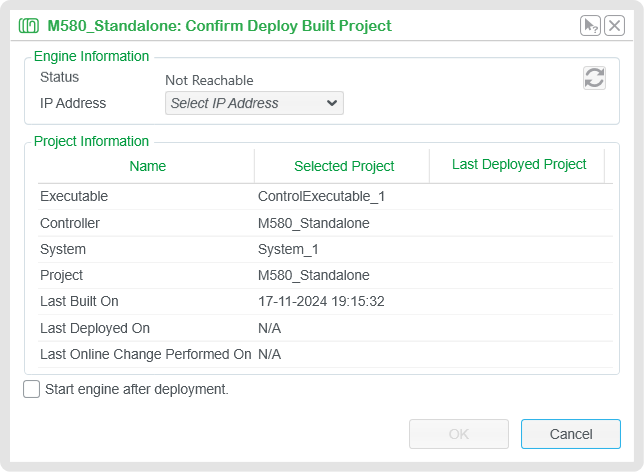 M580_Standalone: Confirm Deploy Built Project
Engine Information
Status Not Reachable
IP Address Select IP Address
Project Information
Name Selected Project Last Deployed Project
Executable ControlExecutable_1
Controller M580_Standalone
System System_1
Project M580_Standalone
Last Built On 17-11-2024 19:15:32
Last Deployed On N/A
Last Online Change Performed On N/A
Start engine after deployment.
OK Cancel